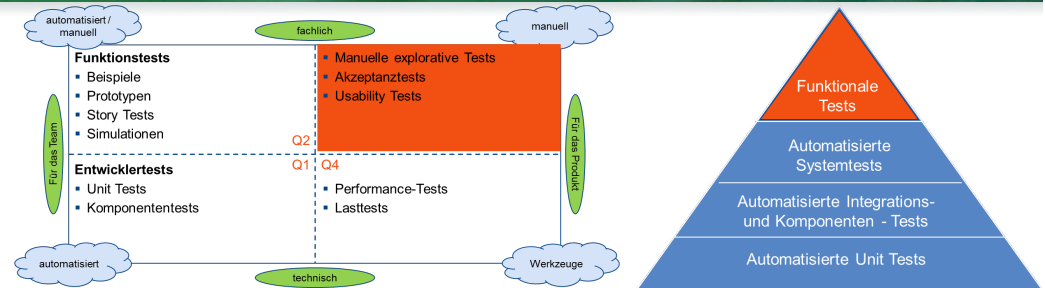 automatisiert /
manuell
fachlich
manuell
Funktionstests
▪ Beispiele
▪ Prototypen
▪ Story Tests
▪ Simulationen
Q2
▪ Manuelle explorative Tests
▪ Akzeptanztests
▪ Usability Tests
Für das Team
Für das Produkt
Q1
Q4
Entwicklertests
▪ Unit Tests
▪ Komponententests
▪ Performance-Tests
▪ Lasttests
automatisiert
technisch
Werkzeuge
Funktionale
Tests
Automatisierte
Systemtests
Automatisierte Integrations-
und Komponenten - Tests
Automatisierte Unit Tests